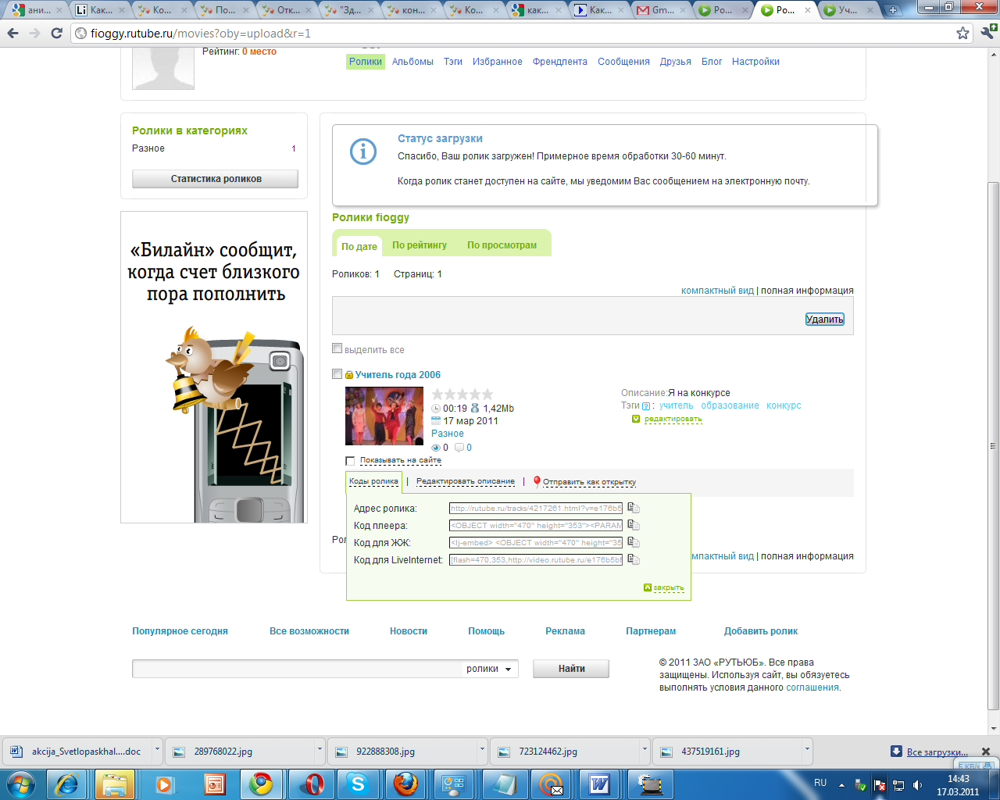 ани...
Как...
Ко...
По...
Отк...
"Зд...
кон...
Ко...
как...
Как...
Gm...
Ро...
Ро...
Уч...
fioggy.rutube.ru/movies?oby=upload&r=1
Рейтинг: 0 место
Ролики Альбомы Тэги Избранное Френдлента Сообщения Друзья Блог Настройки
Ролики в категориях
Разное 1
Статистика роликов
«Билайн» сообщит,
когда счет близкого
пора пополнить
Статус загрузки
Спасибо, Ваш ролик загружен! Примерное время обработки 30-60 минут.
Когда ролик станет доступен на сайте, мы уведомим Вас сообщением на электронную почту.
Ролики fioggy
По дате По рейтингу По просмотрам
Роликов: 1 Страниц: 1
компактный вид | полная информация
Удалить
выделить все
Учитель года 2006
00:19 1,42Mb
17 мар 2011
Разное
0 0
Описание:Я на конкурсе
Тэги ? : учитель образование конкурс
редактировать
Показывать на сайте
Коды ролика | Редактировать описание | Отправить как открытку
Адрес ролика: http://rutube.ru/tracks/4217261.html?v=e176b5
Код плеера: <OBJECT width="470" height="353"><PARAM
Код для ЖЖ: <lj-embed> <OBJECT width="470" height="35
Код для LiveInternet: [flash=470,353,http://video.rutube.ru/e176b5bf
закрыть
Рол
мпактный вид | полная информация
Популярное сегодня Все возможности Новости Помощь Реклама Партнерам Добавить ролик
ролики Найти
© 2011 ЗАО «РУТЬЮБ». Все права
защищены. Используя сайт, вы обязуетесь
выполнять условия данного соглашения.
akcija_Svetlopaskhal....doc 289768022.jpg 922888308.jpg 723124462.jpg 437519161.jpg Все загрузки...
5 КБ/s
RU 14:43
17.03.2011